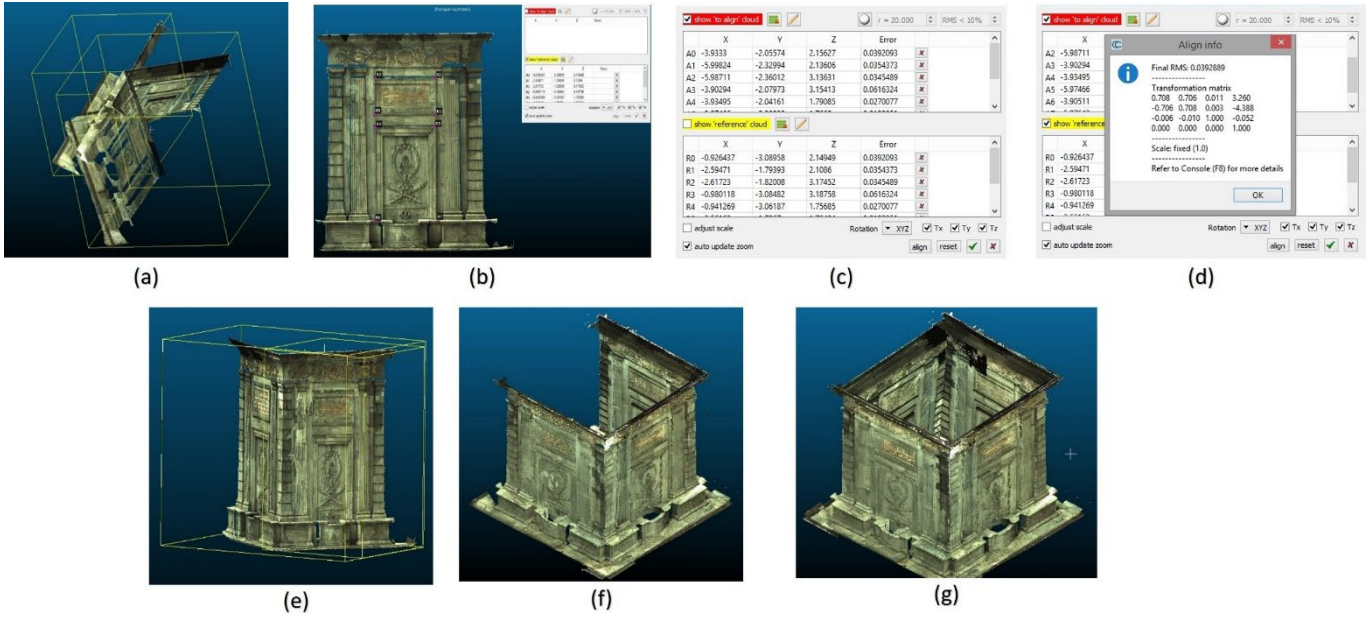 show 'to align' cloud r = 20.000 RMS < 10%
X Y Z Error
A0 -3.9333 -2.05574 2.15627 0.0392093
A1 -5.99824 -2.32994 2.13606 0.0354373
A2 -5.98711 -2.36012 3.13631 0.0345489
A3 -3.90294 -2.07973 3.15413 0.0616324
A4 -3.93495 -2.04161 1.79085 0.0270077
show 'reference' cloud
X Y Z Error
R0 -0.926437 -3.08958 2.14949 0.0392093
R1 -2.59471 -1.79393 2.1086 0.0354373
R2 -2.61723 -1.82008 3.17452 0.0345489
R3 -0.980118 -3.08482 3.18758 0.0616324
R4 -0.941269 -3.06187 1.75685 0.0270077
adjust scale Rotation XYZ Tx Ty Tz
auto update zoom align reset
show 'to align' cloud r = 20.000 RMS < 10%
X
A2 -5.98711
A3 -3.90294
A4 -3.93495
A5 -5.97466
A6 -3.90511
show 'reference
X
R0 -0.926437
R1 -2.59471
R2 -2.61723
R3 -0.980118
R4 -0.941269
Align info
Final RMS: 0.0392889
----------------
Transformation matrix
0.708 0.706 0.011 3.260
-0.706 0.708 0.003 -4.388
-0.006 -0.010 1.000 -0.052
0.000 0.000 0.000 1.000
----------------
Scale: fixed (1.0)
----------------
Refer to Console (F8) for more details
OK
adjust scale Rotation XYZ Tx Ty Tz
auto update zoom align reset
(a) (b) (c) (d)
(e) (f) (g)